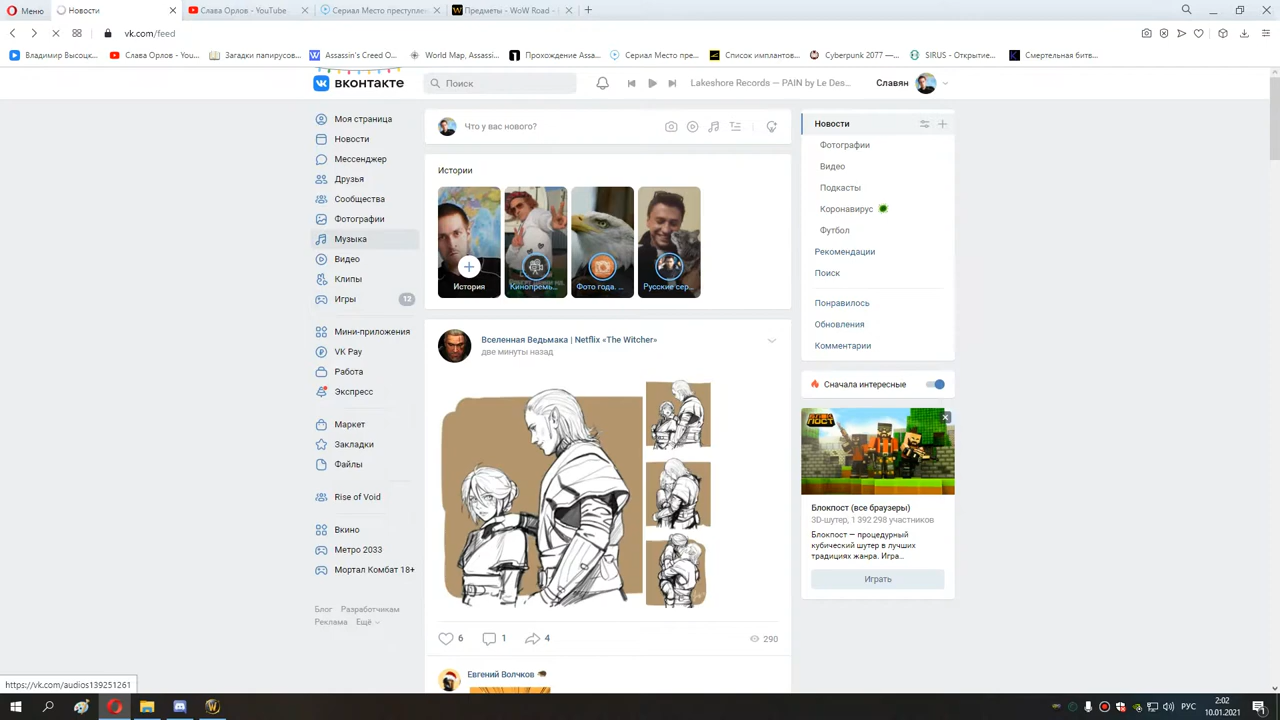 Меню
Новости
Слава Орлов - YouTube
Сериал Место преступлен
Предметы - WoW Road -
vk.com/feed
Владимир Высоцк...
Слава Орлов - You...
Загадки папирусов...
Assassin's Creed O...
World Map, Assassi...
Прохождение Assa...
Сериал Место пре...
Список имплантов...
Cyberpunk 2077 —...
SIRUS - Открытие...
Смертельная битв...
вконтакте
Поиск
Lakeshore Records — PAIN by Le Des...
Славян
Моя страница
Новости
Мессенджер
Друзья
Сообщества
Фотографии
Музыка
Видео
Клипы
Игры
12
Мини-приложения
VK Pay
Работа
Экспресс
Маркет
Закладки
Файлы
Rise of Void
Вкино
Метро 2033
Мортал Комбат 18+
Блог Разработчикам
Реклама Ещё
Что у вас нового?
Истории
История
Кинопремь...
Фото года. ...
Русские сер...
Вселенная Ведьмака | Netflix «The Witcher»
две минуты назад
6
1
4
290
Евгений Волчков
Новости
Фотографии
Видео
Подкасты
Коронавирус
Футбол
Рекомендации
Поиск
Понравилось
Обновления
Комментарии
Сначала интересные
Блокпост (все браузеры)
3D-шутер, 1 392 298 участников
Блокпост — процедурный
кубический шутер в лучших
традициях жанра. Игра...
Играть
https://vk.com/audios139251261
РУС
2:02
10.01.2021